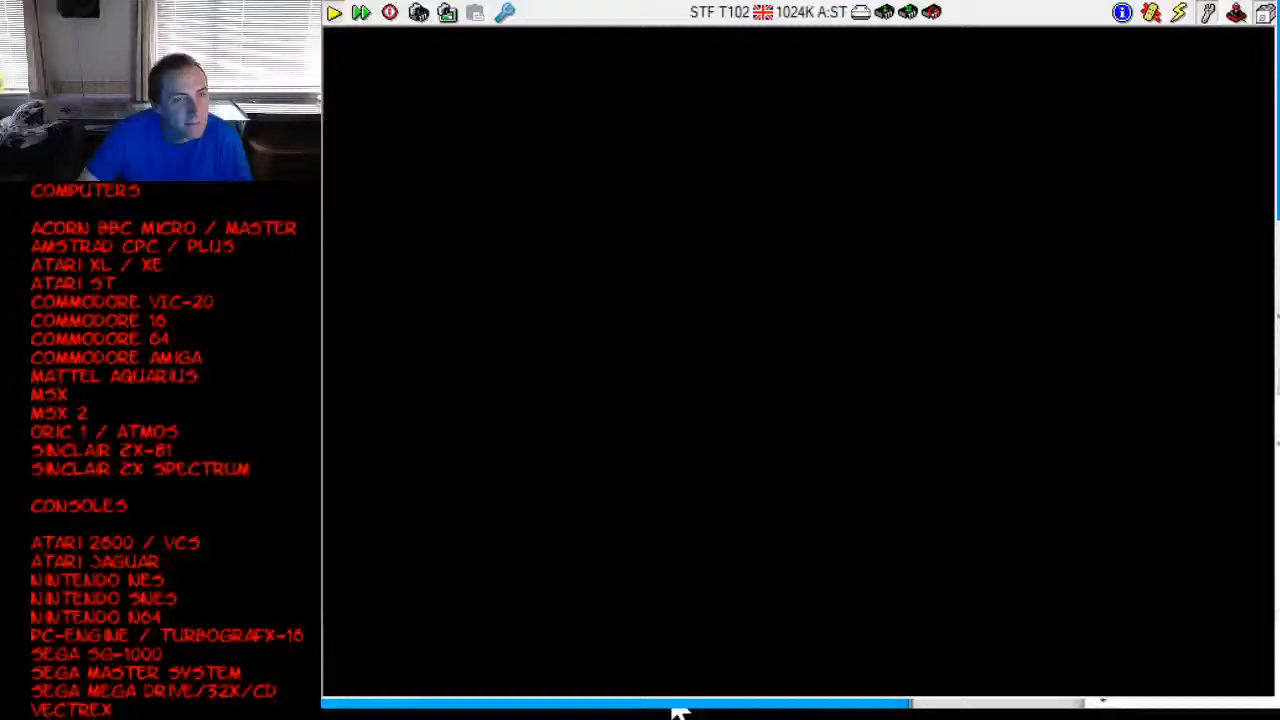 STF T102 1024K A:ST
COMPUTERS
ACORN BBC MICRO / MASTER
AMSTRAD CPC / PLUS
ATARI XL / XE
ATARI ST
COMMODORE VIC-20
COMMODORE 16
COMMODORE 64
COMMODORE AMIGA
MATTEL AQUARIUS
MSX
MSX 2
ORIC 1 / ATMOS
SINCLAIR ZX-81
SINCLAIR ZX SPECTRUM
CONSOLES
ATARI 2600 / VCS
ATARI JAGUAR
NINTENDO NES
NINTENDO SNES
NINTENDO N64
PC-ENGINE / TURBOGRAFX-16
SEGA SG-1000
SEGA MASTER SYSTEM
SEGA MEGA DRIVE/32X/CD
VECTREX